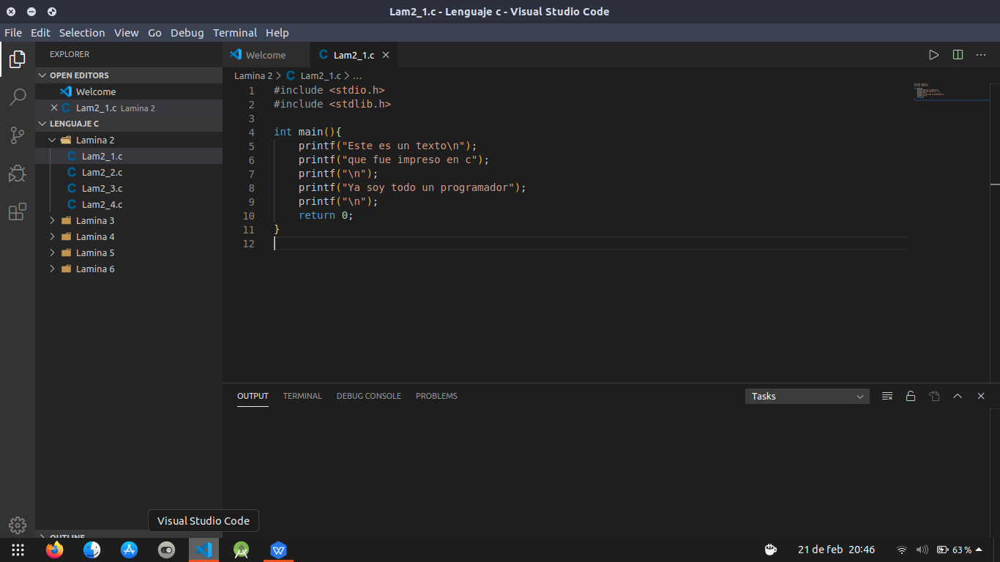 Lam2_1.c - Lenguaje c - Visual Studio Code
File Edit Selection View Go Debug Terminal Help
EXPLORER
OPEN EDITORS
Welcome
Lam2_1.c Lamina 2
LENGUAJE C
Lamina 2
Lam2_1.c
Lam2_2.c
Lam2_3.c
Lam2_4.c
Lamina 3
Lamina 4
Lamina 5
Lamina 6
OUTLINE
Welcome
Lam2_1.c
Lamina 2 > Lam2_1.c > ...
1 #include <stdio.h>
2 #include <stdlib.h>
3
4 int main(){
5 printf("Este es un texto\n");
6 printf("que fue impreso en c");
7 printf("\n");
8 printf("Ya soy todo un programador");
9 printf("\n");
10 return 0;
11 }
12
OUTPUT TERMINAL DEBUG CONSOLE PROBLEMS
Tasks
Visual Studio Code
21 de feb 20:46
63 %